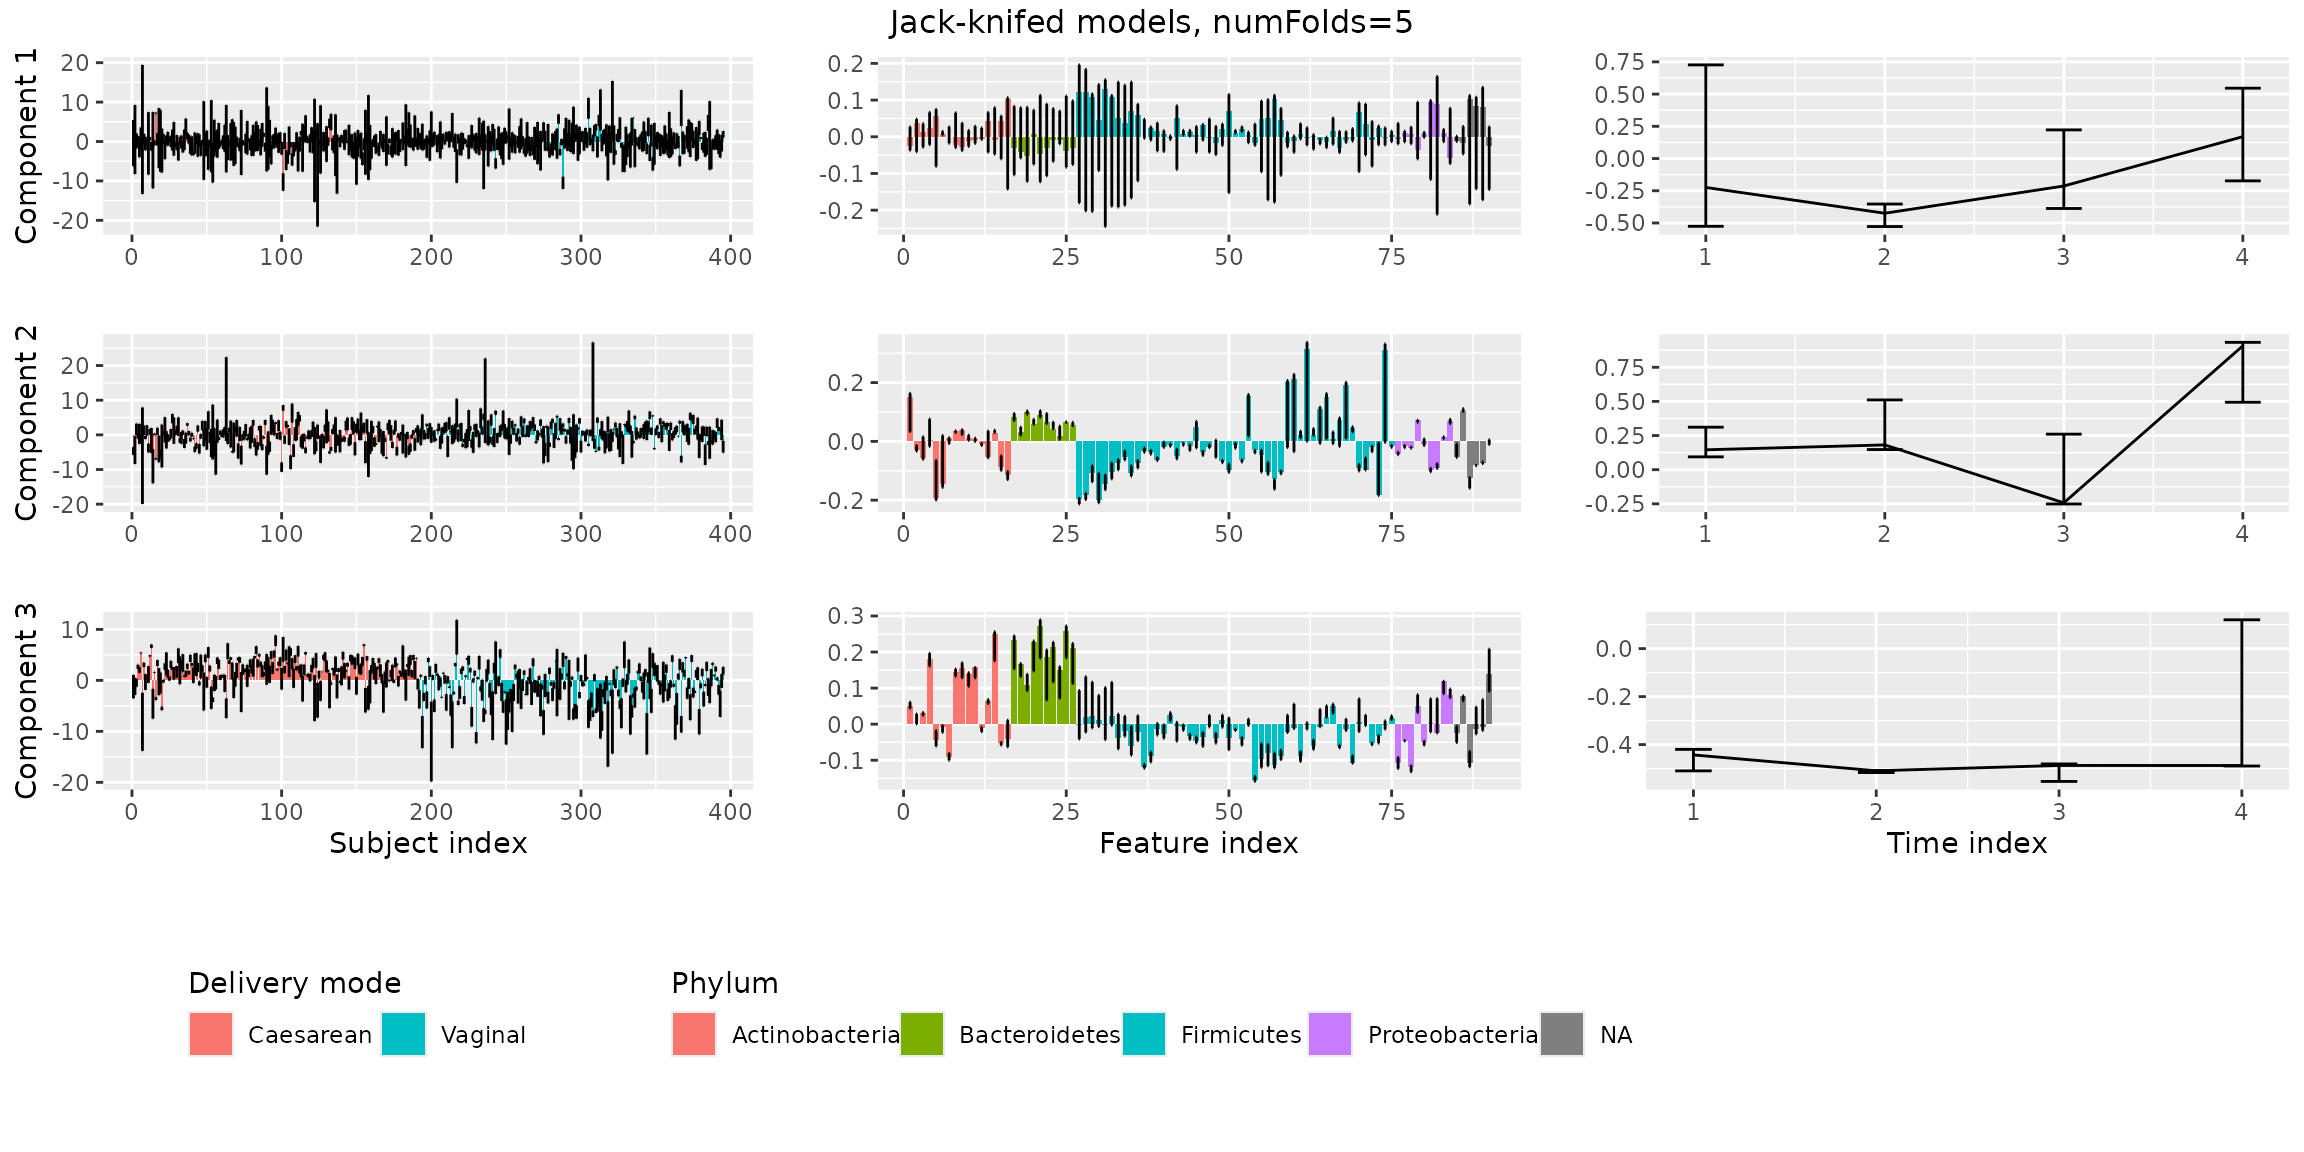 Jack-knifed models, numFolds=5
Component 1
20
10
0
-10
-20
0 100 200 300 400
0.2
0.1
0.0
-0.1
-0.2
0 25 50 75
0.75
0.50
0.25
0.00
-0.25
-0.50
1 2 3 4
Component 2
20
10
0
-10
-20
0 100 200 300 400
0.2
0.0
-0.2
0 25 50 75
0.75
0.50
0.25
0.00
-0.25
1 2 3 4
Component 3
10
0
-10
-20
0 100 200 300 400
Subject index
0.3
0.2
0.1
0.0
-0.1
0 25 50 75
Feature index
0.0
-0.2
-0.4
1 2 3 4
Time index
Delivery mode
Caesarean Vaginal
Phylum
Actinobacteria Bacteroidetes Firmicutes Proteobacteria NA